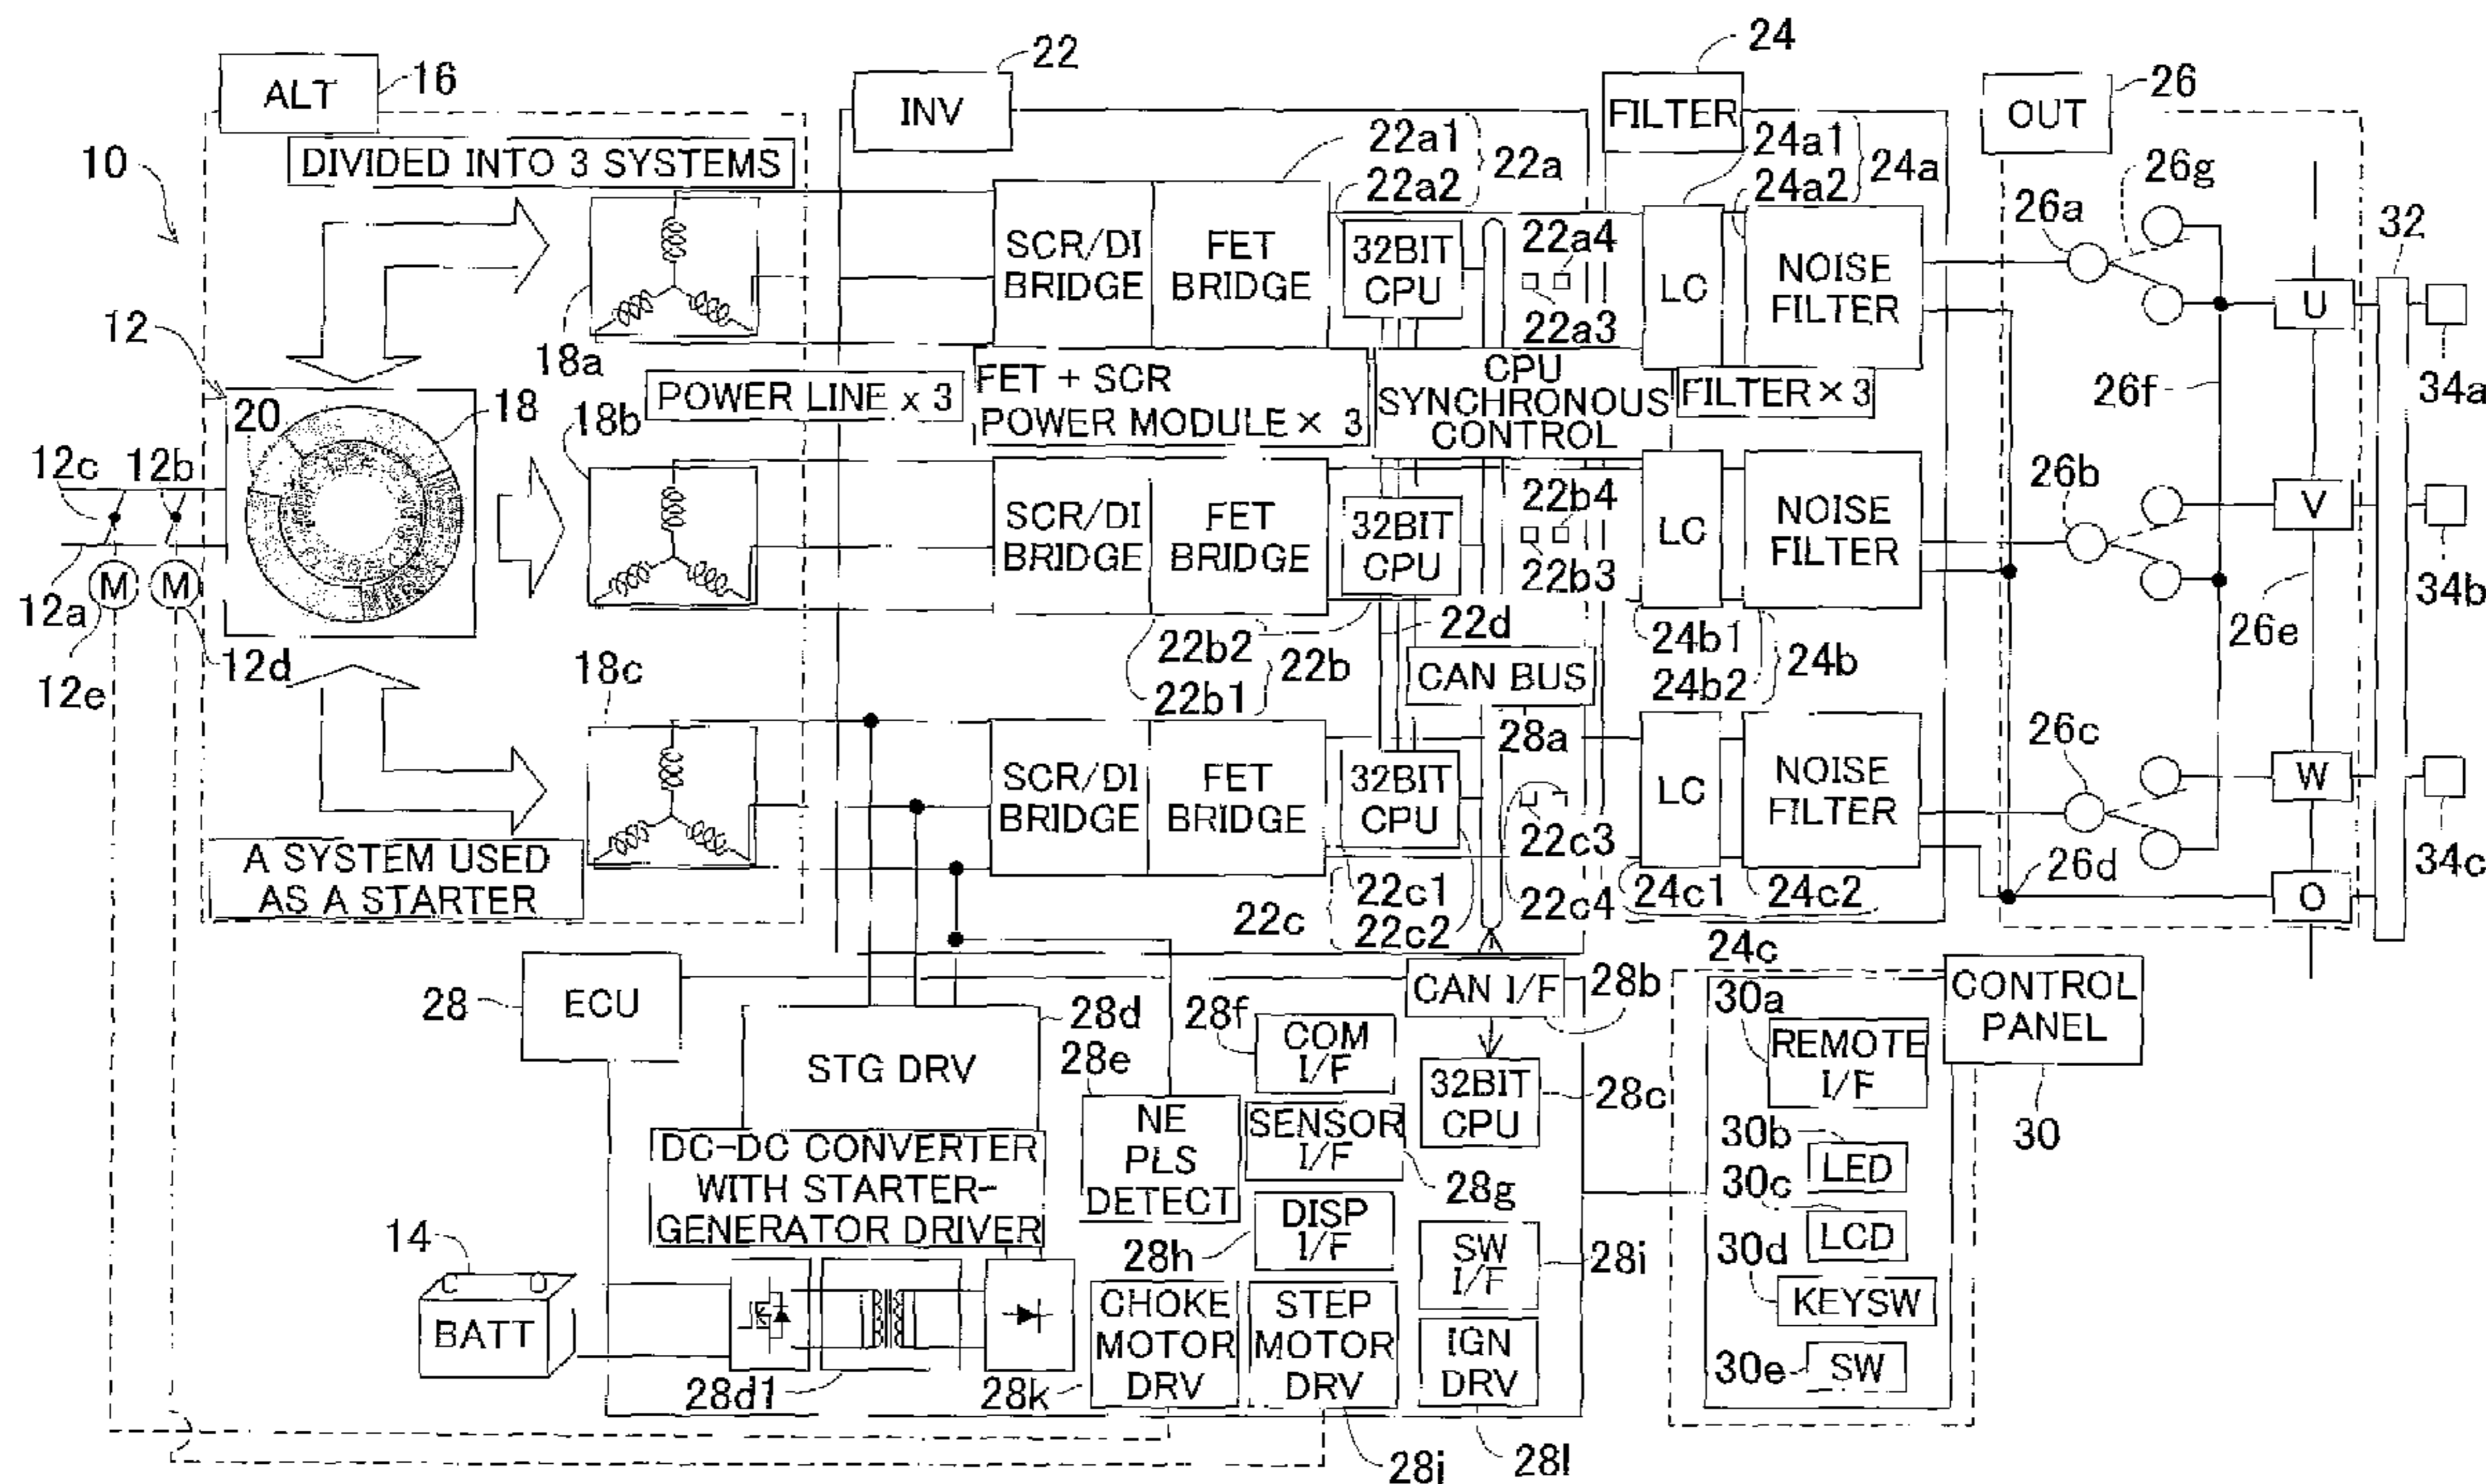 ALT
16
22
INV
24
FILTER
OUT
26
10
DIVIDED INTO 3 SYSTEMS
22a1
22a2
22a
24a1
24a2
24a
26g
26a
32
18a
SCR/DI
BRIDGE
FET
BRIDGE
32BIT
CPU
22a4
22a3
LC
NOISE
FILTER
U
34a
12
20
18
POWER LINE × 3
FET + SCR
POWER MODULE × 3
CPU
SYNCHRONOUS
CONTROL
FILTER × 3
26f
12c
12b
18b
SCR/DI
BRIDGE
FET
BRIDGE
32BIT
CPU
22b4
22b3
LC
NOISE
FILTER
26b
V
34b
12a
M
M
12e
12d
22b2
22b1
22b
22d
CAN BUS
28a
24b1
24b2
24b
26e
18c
SCR/DI
BRIDGE
FET
BRIDGE
32BIT
CPU
22c3
22c4
LC
NOISE
FILTER
26c
W
34c
A SYSTEM USED
AS A STARTER
22c
22c1
22c2
24c1
24c2
24c
26d
O
28
ECU
STG DRV
28d
28e
NE
PLS
DETECT
28f
COM
I/F
SENSOR
I/F
28g
CAN I/F
28b
32BIT
CPU
28c
DC-DC CONVERTER
WITH STARTER-
GENERATOR DRIVER
DISP
I/F
28h
SW
I/F
28i
14
BATT
28d1
28k
CHOKE
MOTOR
DRV
STEP
MOTOR
DRV
28j
IGN
DRV
28l
CONTROL
PANEL
30
30a
REMOTE
I/F
30b
LED
30c
LCD
30d
KEYSW
30e
SW